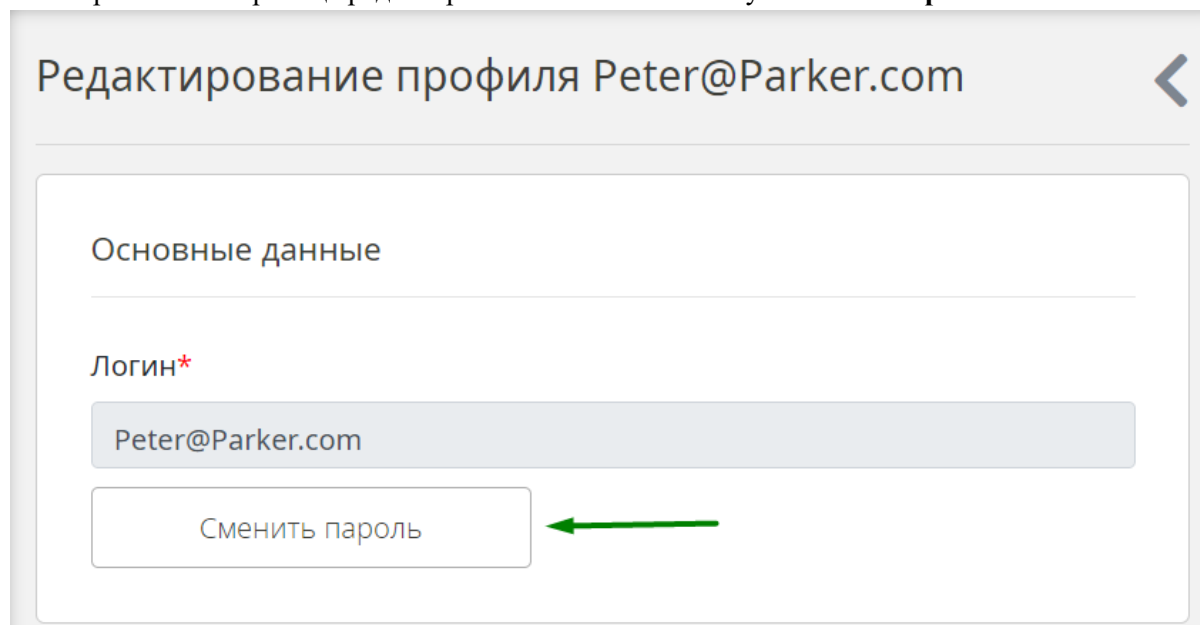 Редактирование профиля Peter@Parker.com
Основные данные
Логин*
Peter@Parker.com
Сменить пароль